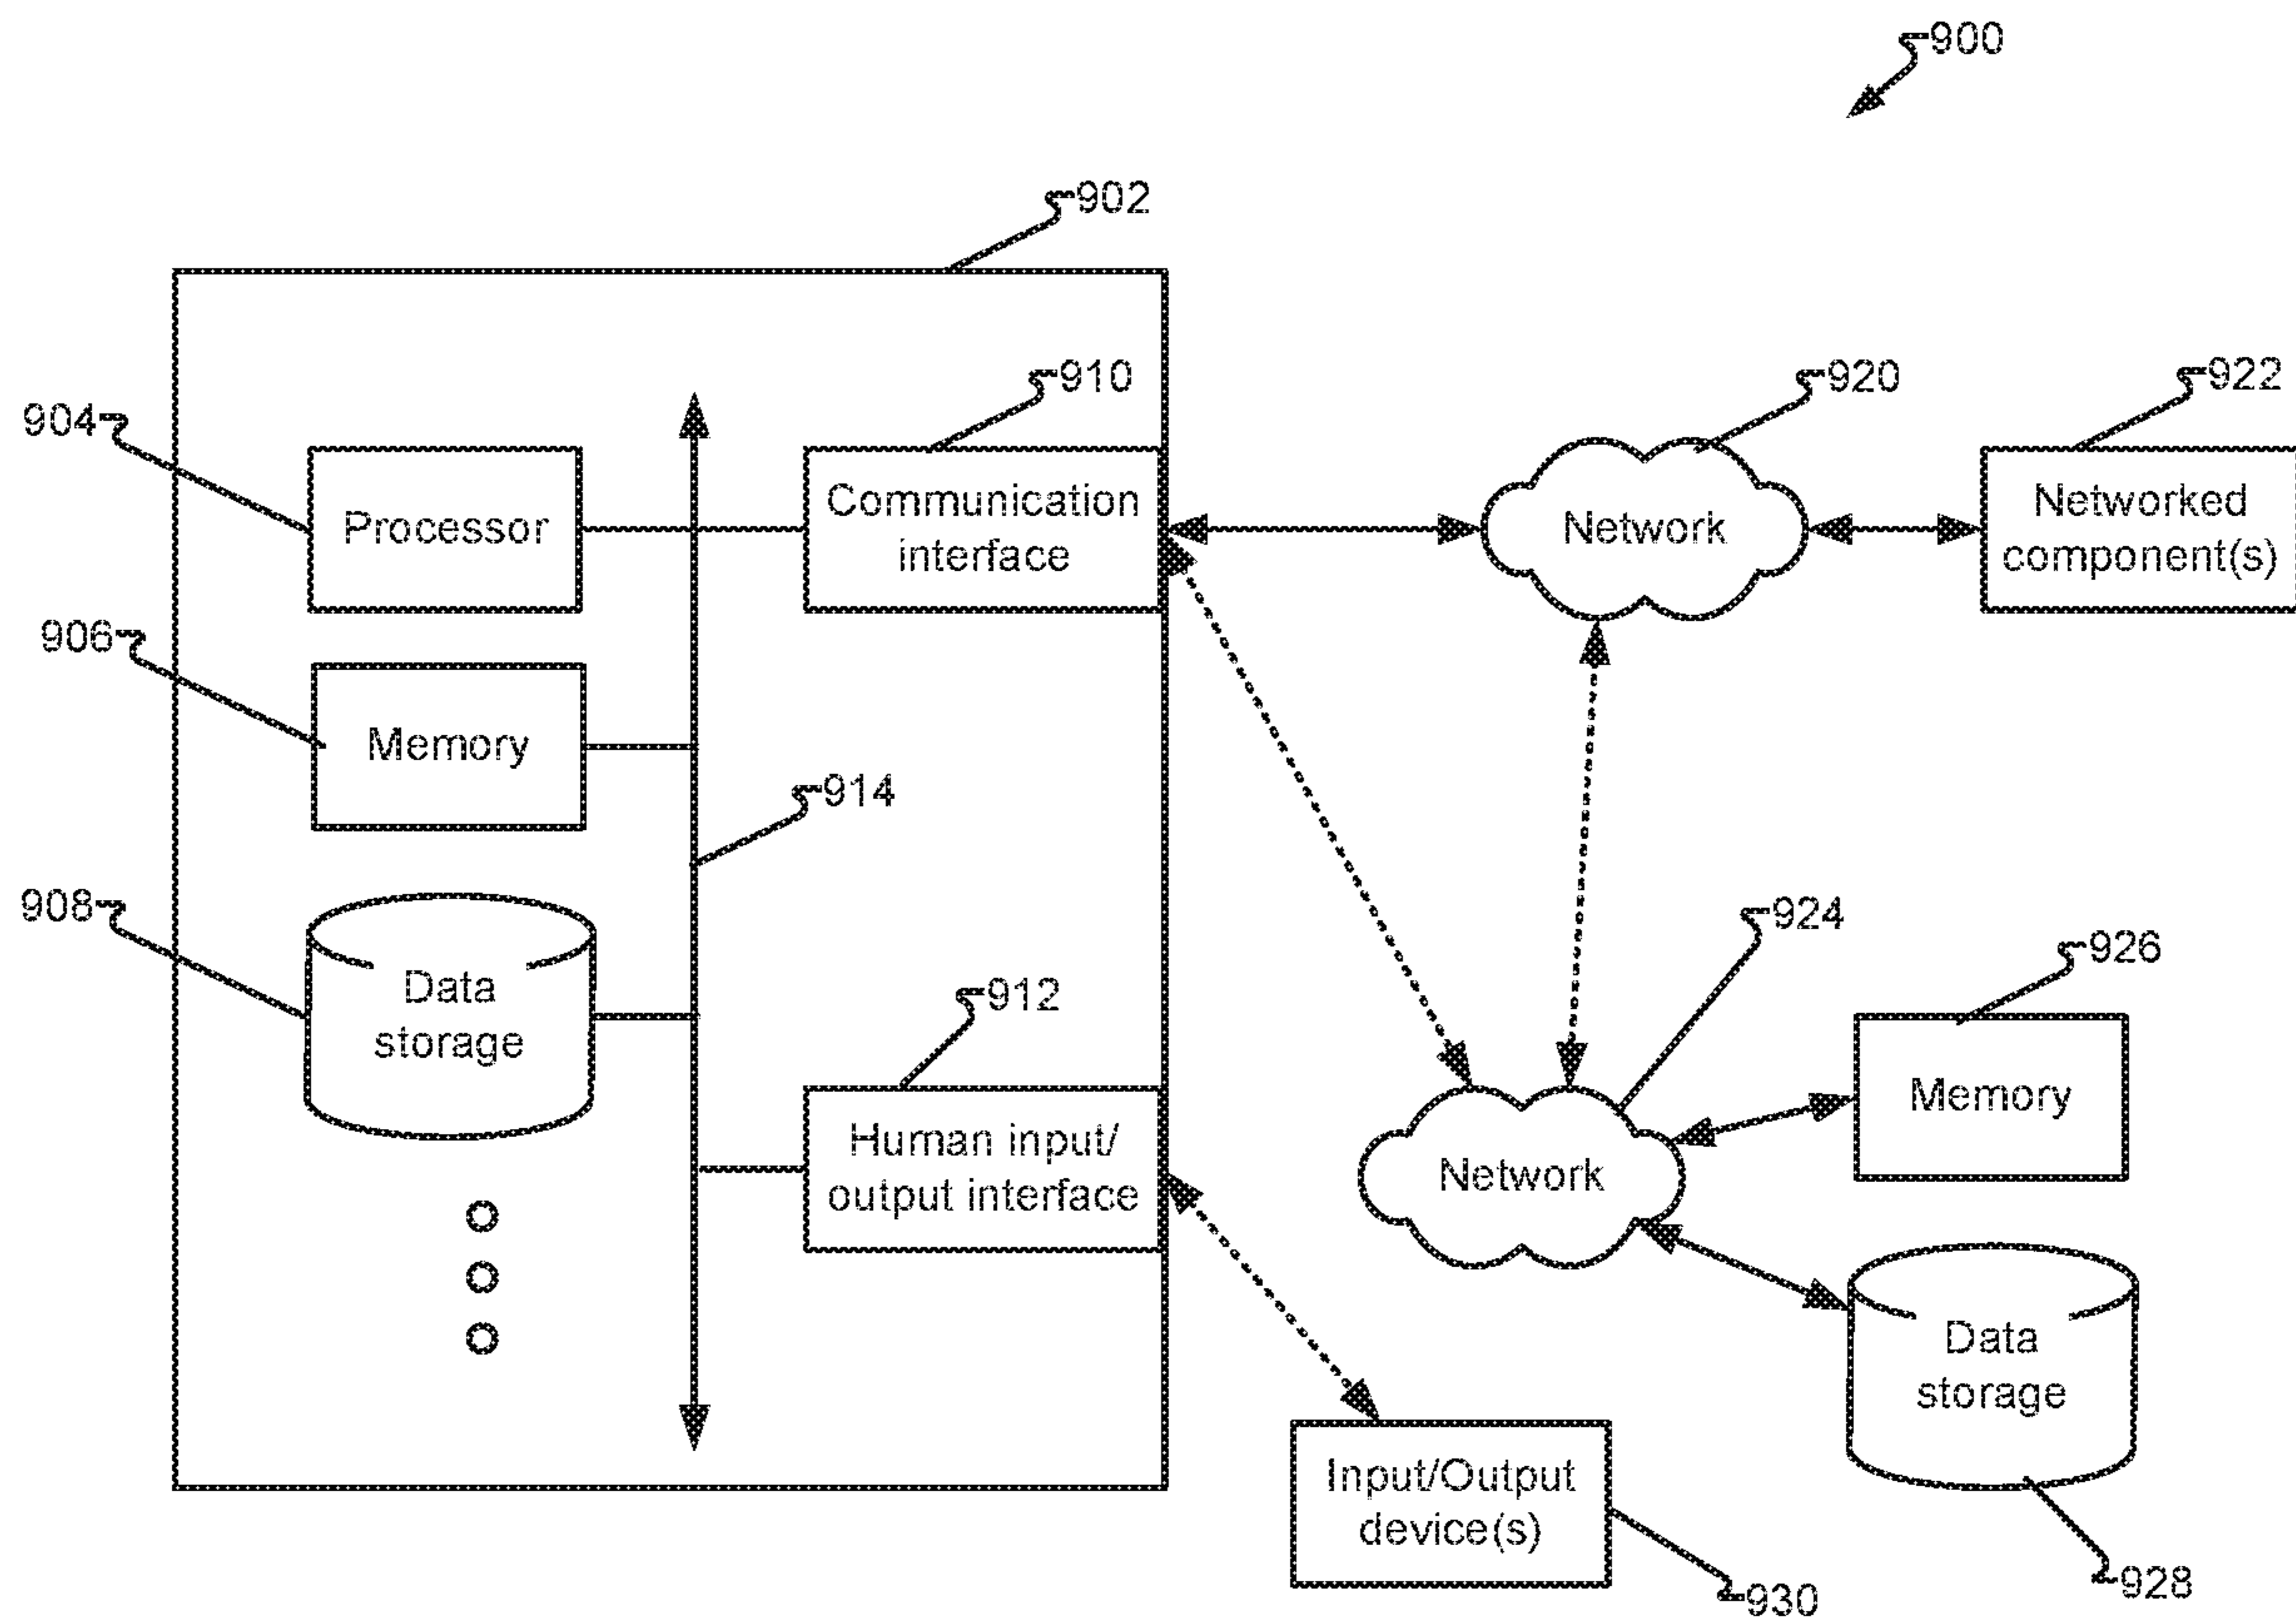 900
902
910
920
922
904
Processor
Communication
interface
Network
Networked
component(s)
906
Memory
914
908
Data
storage
924
926
912
Memory
Human input/
output interface
Network
Data
storage
Input/Output
device(s)
928
930